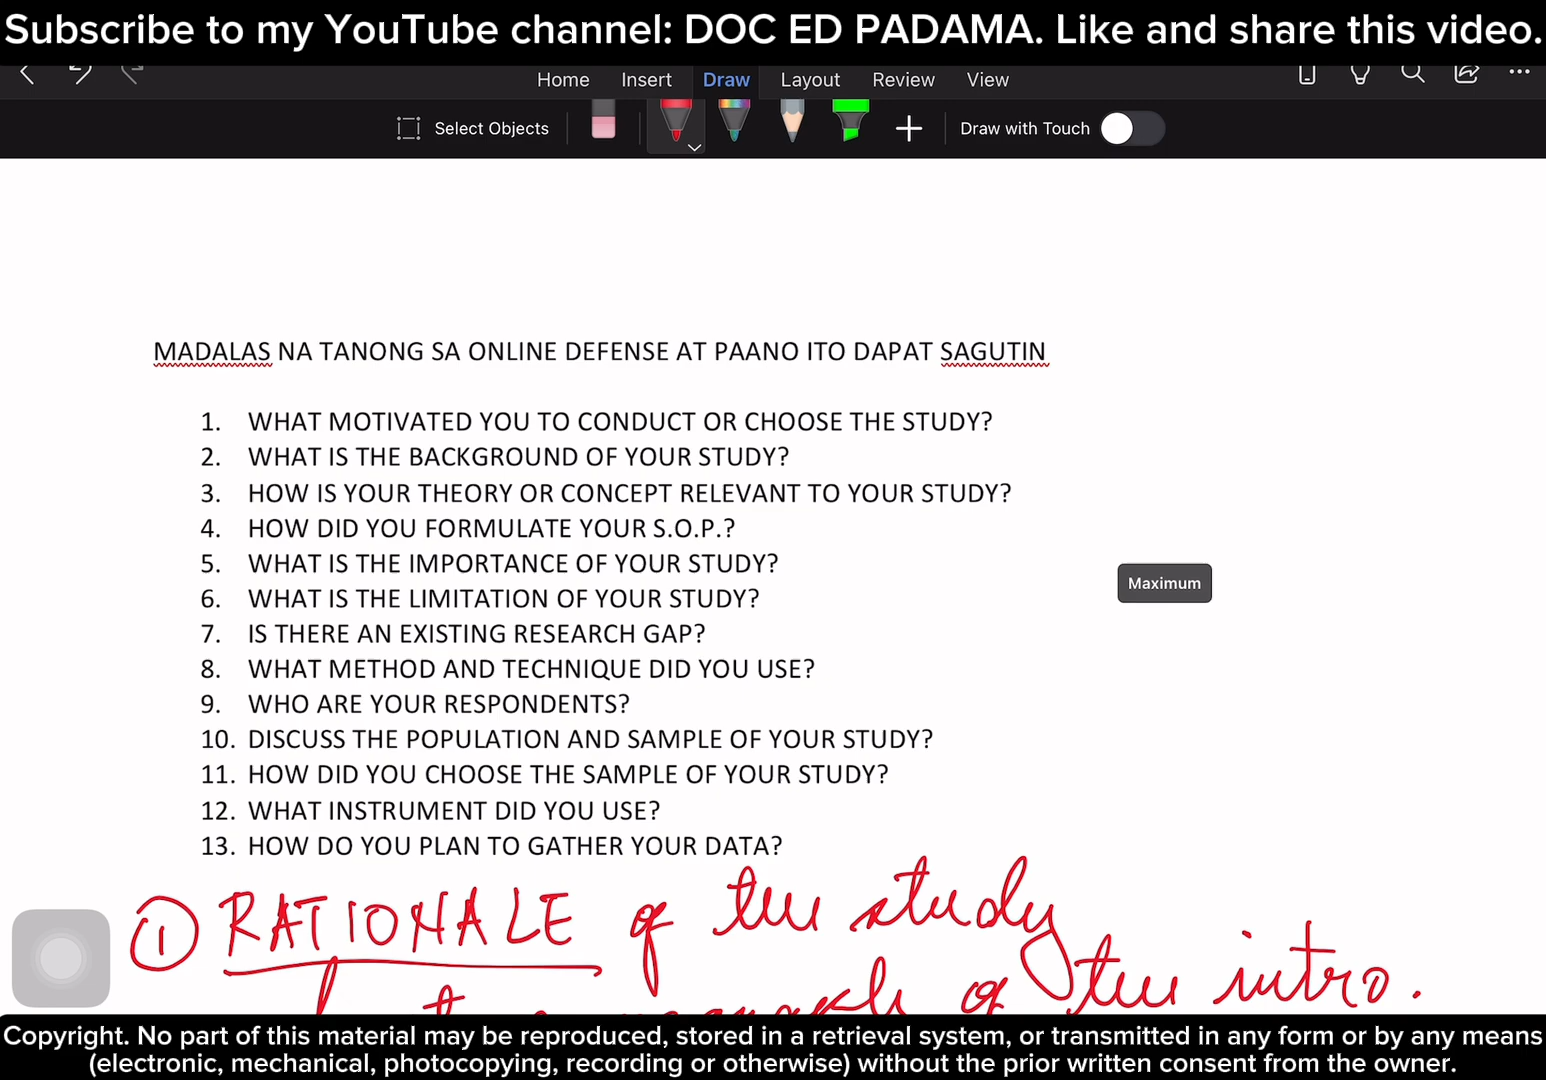 Subscribe to my YouTube channel: DOC ED PADAMA. Like and share this video.
Home Insert Draw Layout Review View
Select Objects Draw with Touch
MADALAS NA TANONG SA ONLINE DEFENSE AT PAANO ITO DAPAT SAGUTIN
1. WHAT MOTIVATED YOU TO CONDUCT OR CHOOSE THE STUDY?
2. WHAT IS THE BACKGROUND OF YOUR STUDY?
3. HOW IS YOUR THEORY OR CONCEPT RELEVANT TO YOUR STUDY?
4. HOW DID YOU FORMULATE YOUR S.O.P.?
5. WHAT IS THE IMPORTANCE OF YOUR STUDY?
Maximum
6. WHAT IS THE LIMITATION OF YOUR STUDY?
7. IS THERE AN EXISTING RESEARCH GAP?
8. WHAT METHOD AND TECHNIQUE DID YOU USE?
9. WHO ARE YOUR RESPONDENTS?
10. DISCUSS THE POPULATION AND SAMPLE OF YOUR STUDY?
11. HOW DID YOU CHOOSE THE SAMPLE OF YOUR STUDY?
12. WHAT INSTRUMENT DID YOU USE?
13. HOW DO YOU PLAN TO GATHER YOUR DATA?
① RATIONALE of the study
of the intro.
Copyright. No part of this material may be reproduced, stored in a retrieval system, or transmitted in any form or by any means
(electronic, mechanical, photocopying, recording or otherwise) without the prior written consent from the owner.